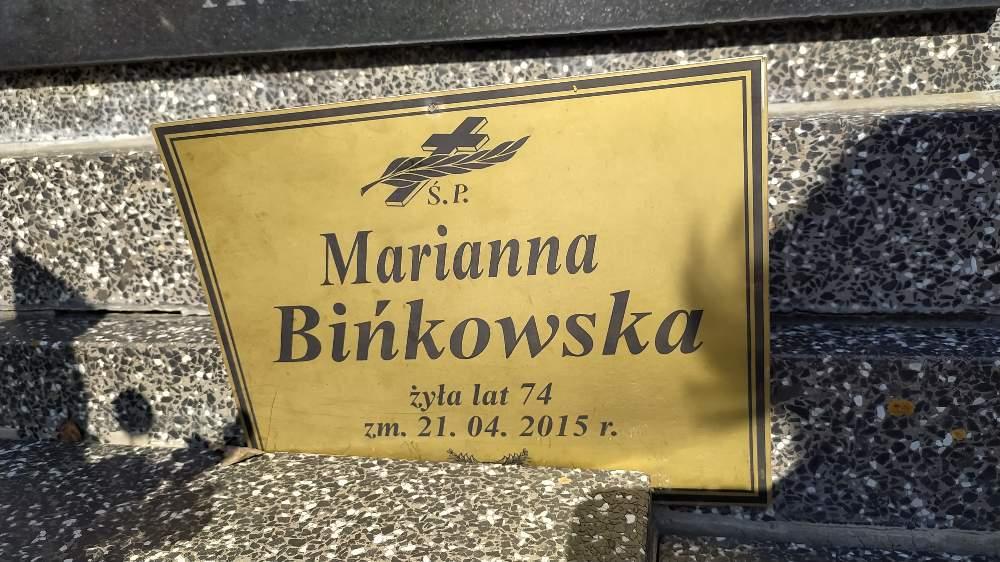 Ś.P.
Marianna
Bińkowska
żyła lat 74
zm. 21. 04. 2015 r.